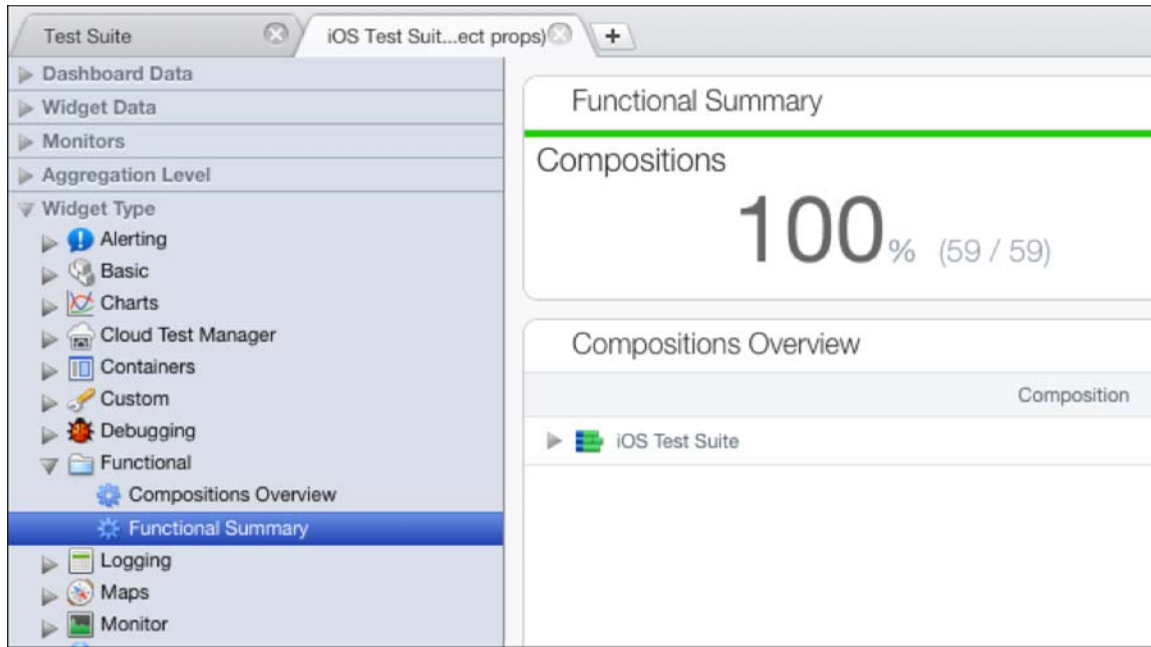 Test Suite
iOS Test Suit...ect props)
+
Dashboard Data
Widget Data
Monitors
Aggregation Level
Widget Type
Alerting
Basic
Charts
Cloud Test Manager
Containers
Custom
Debugging
Functional
Compositions Overview
Functional Summary
Logging
Maps
Monitor
Functional Summary
Compositions
100% (59 / 59)
Compositions Overview
Composition
iOS Test Suite